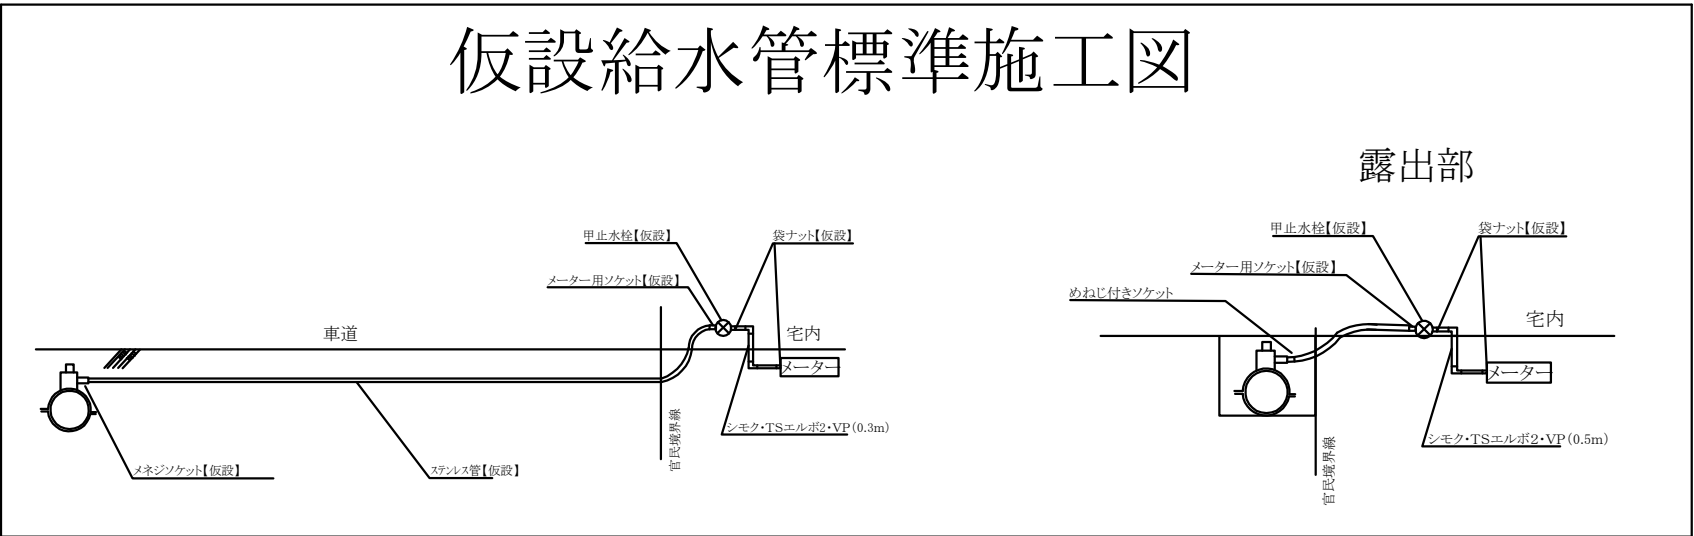 仮設給水管標準施工図
露出部
甲止水栓【仮設】
袋ナット【仮設】
メーター用ソケット【仮設】
車道
宅内
メーター
官民境界線
シモク・TSエルボ2・VP(0.3m)
メネジソケット【仮設】
ステンレス管【仮設】
甲止水栓【仮設】
袋ナット【仮設】
メーター用ソケット【仮設】
めねじ付きソケット
宅内
メーター
シモク・TSエルボ2・VP(0.5m)
官民境界線